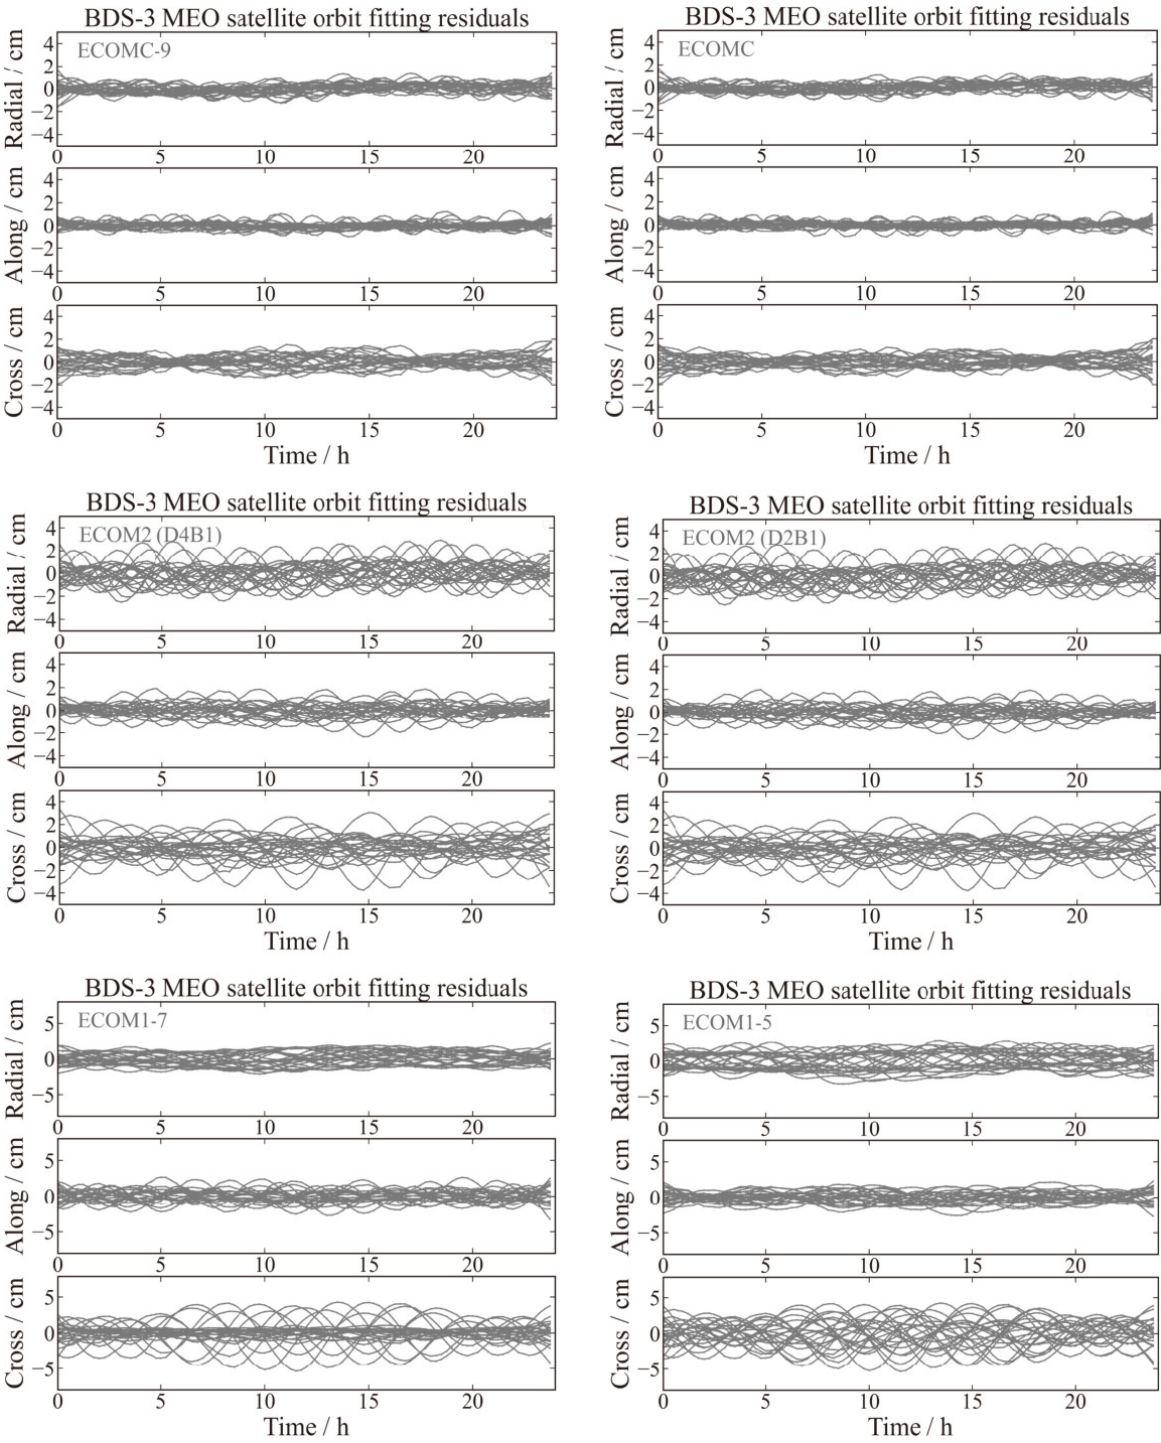 BDS-3 MEO satellite orbit fitting residuals
ECOMC-9
Radial / cm
4
2
0
−2
−4
0 5 10 15 20
Along / cm
4
2
0
−2
−4
0 5 10 15 20
Cross / cm
4
2
0
−2
−4
0 5 10 15 20
Time / h
BDS-3 MEO satellite orbit fitting residuals
ECOMC
Radial / cm
4
2
0
−2
−4
0 5 10 15 20
Along / cm
4
2
0
−2
−4
0 5 10 15 20
Cross / cm
4
2
0
−2
−4
0 5 10 15 20
Time / h
BDS-3 MEO satellite orbit fitting residuals
ECOM2 (D4B1)
Radial / cm
4
2
0
−2
−4
0 5 10 15 20
Along / cm
4
2
0
−2
−4
0 5 10 15 20
Cross / cm
4
2
0
−2
−4
0 5 10 15 20
Time / h
BDS-3 MEO satellite orbit fitting residuals
ECOM2 (D2B1)
Radial / cm
4
2
0
−2
−4
0 5 10 15 20
Along / cm
4
2
0
−2
−4
0 5 10 15 20
Cross / cm
4
2
0
−2
−4
0 5 10 15 20
Time / h
BDS-3 MEO satellite orbit fitting residuals
ECOM1-7
Radial / cm
5
0
−5
0 5 10 15 20
Along / cm
5
0
−5
0 5 10 15 20
Cross / cm
5
0
−5
0 5 10 15 20
Time / h
BDS-3 MEO satellite orbit fitting residuals
ECOM1-5
Radial / cm
5
0
−5
0 5 10 15 20
Along / cm
5
0
−5
0 5 10 15 20
Cross / cm
5
0
−5
0 5 10 15 20
Time / h